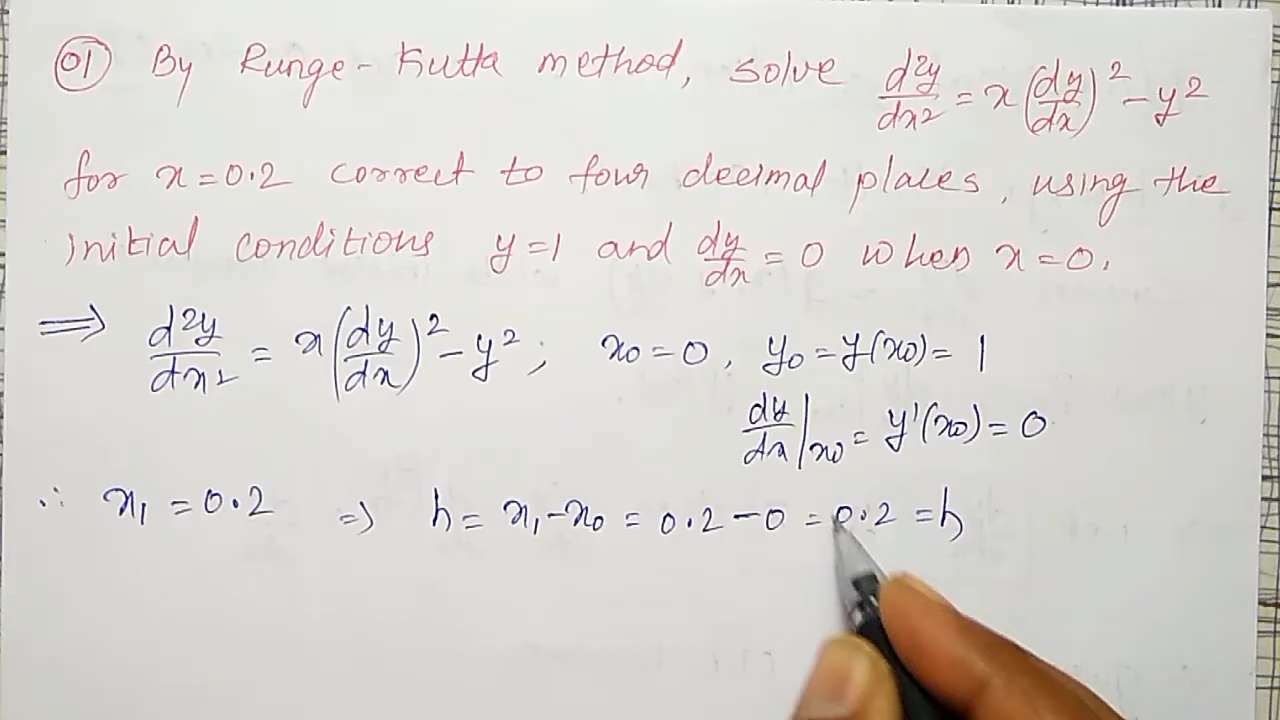 01 By Runge-Kutta method, solve d²y/dx² = x(dy/dx)² - y²
for x=0.2 correct to four decimal places, using the
initial conditions y=1 and dy/dx = 0 when x=0.
⟹ d²y/dx² = x(dy/dx)² - y² ; x₀ = 0, y₀ = y(x₀) = 1
dy/dx|x₀ = y'(x₀) = 0
∴ x₁ = 0.2 ⇒ h = x₁ - x₀ = 0.2 - 0 = 0.2 = h